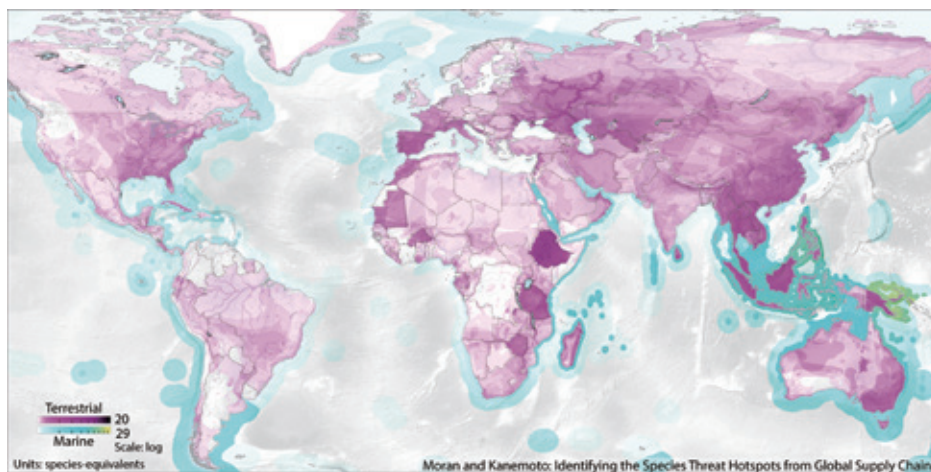 Terrestrial
20
29
Marine
Scale: log
Units: species-equivalents
Moran and Kanemoto: Identifying the Species Threat Hotspots from Global Supply Chain